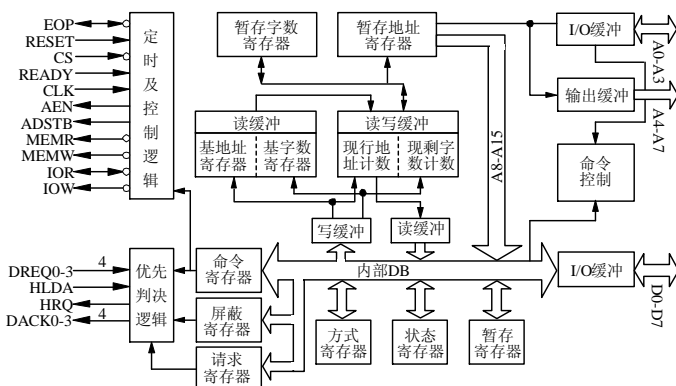 EOP
RESET
CS
READY
CLK
AEN
ADSTB
MEMR
MEMW
IOR
IOW
定时及控制逻辑
暂存字数
寄存器
暂存地址
寄存器
I/O缓冲
A0-A3
输出缓冲
A4-A7
读缓冲
基地址
寄存器
基字数
寄存器
读写缓冲
现行地
址计数
现剩字
数计数
A8-A15
命令
控制
写缓冲
读缓冲
DREQ0-3
4
HLDA
HRQ
DACK0-3
4
优先
判决
逻辑
命令
寄存器
内部DB
I/O缓冲
D0-D7
屏蔽
寄存器
请求
寄存器
方式
寄存器
状态
寄存器
暂存
寄存器